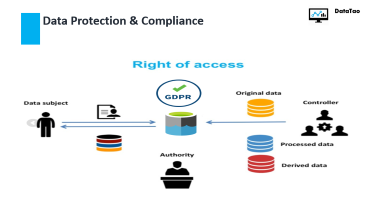 Data Protection & Compliance
DataTao
Right of access
GDPR
Original data
Data subject
Controller
Processed data
Authority
Derived data